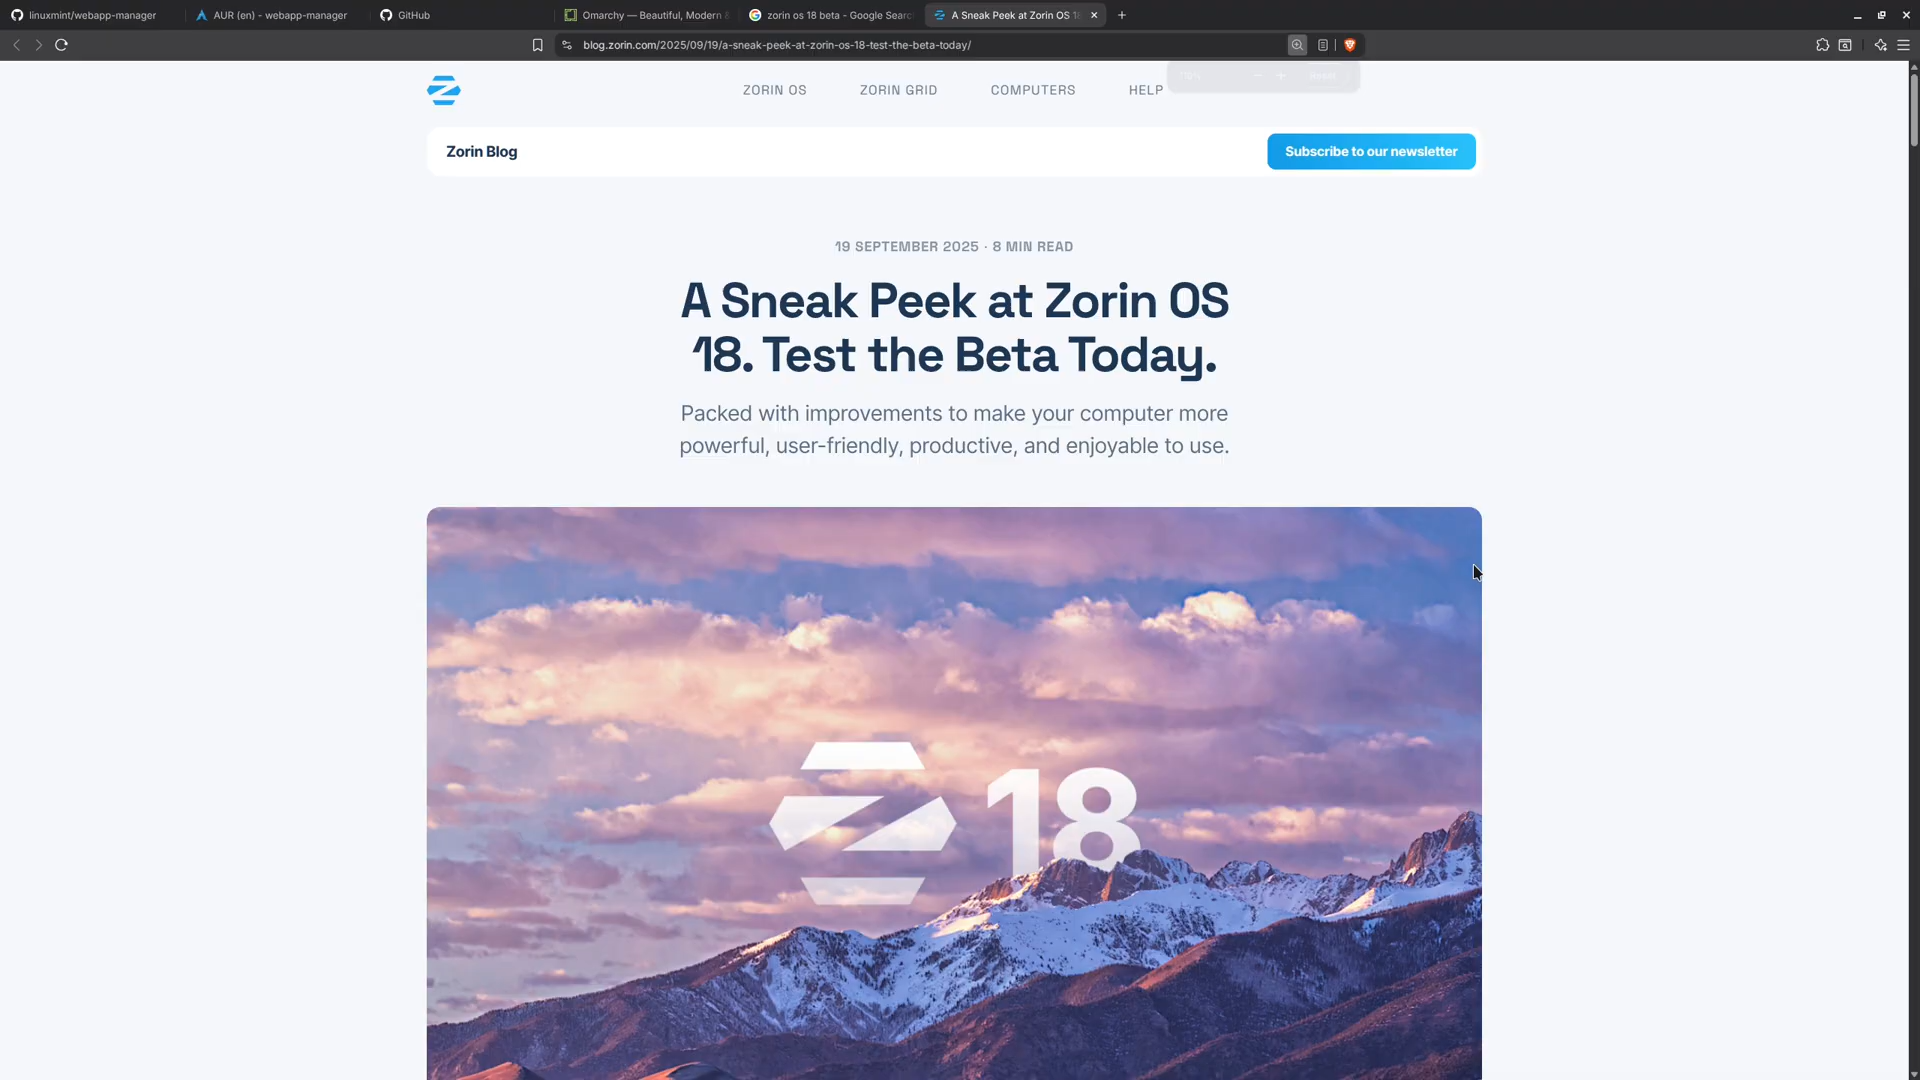 linuxmint/webapp-manager
AUR (en) - webapp-manager
GitHub
Omarchy — Beautiful, Modern &
zorin os 18 beta - Google Searc
A Sneak Peek at Zorin OS 18
blog.zorin.com/2025/09/19/a-sneak-peek-at-zorin-os-18-test-the-beta-today/
ZORIN OS
ZORIN GRID
COMPUTERS
HELP
110%
Reset
Zorin Blog
Subscribe to our newsletter
19 SEPTEMBER 2025 · 8 MIN READ
A Sneak Peek at Zorin OS
18. Test the Beta Today.
Packed with improvements to make your computer more
powerful, user-friendly, productive, and enjoyable to use.
18